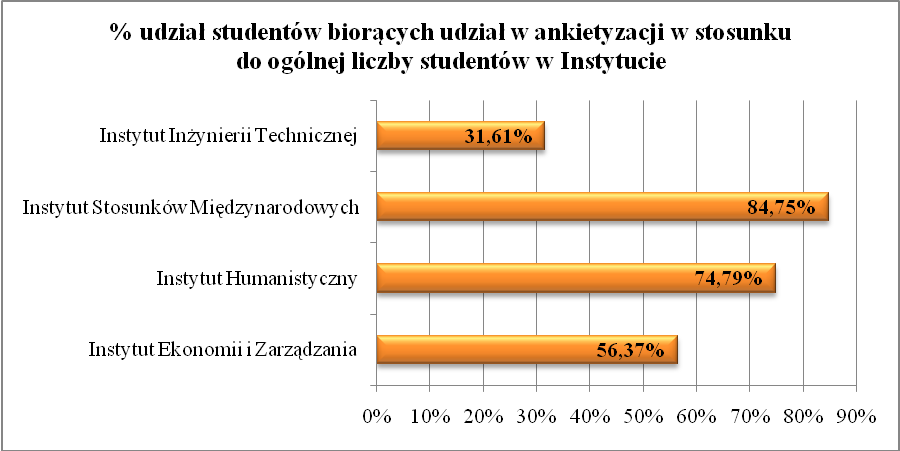 % udział studentów biorących udział w ankietyzacji w stosunku
do ogólnej liczby studentów w Instytucie
Instytut Inżynierii Technicznej
31,61%
Instytut Stosunków Międzynarodowych
84,75%
Instytut Humanistyczny
74,79%
Instytut Ekonomii i Zarządzania
56,37%
0% 10% 20% 30% 40% 50% 60% 70% 80% 90%